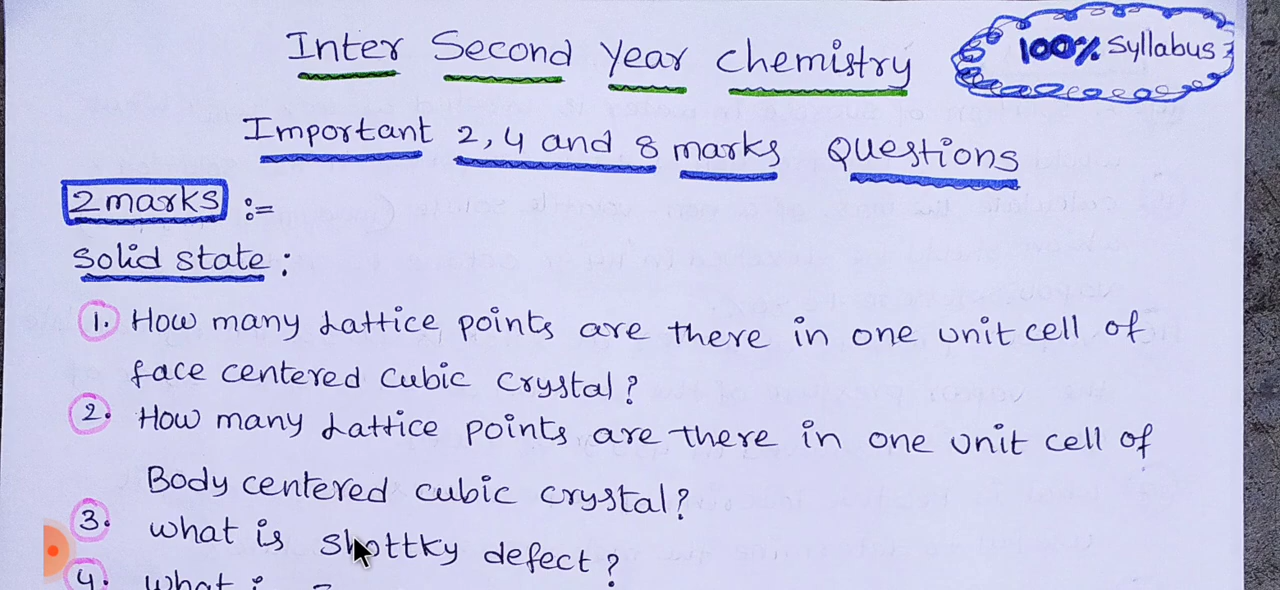 Inter Second Year chemistry
100% Syllabus
Important 2, 4 and 8 marks Questions
2 marks :=
Solid state :
1. How many Lattice points are there in one unit cell of
face centered cubic crystal?
2. How many Lattice points are there in one unit cell of
Body centered cubic crystal?
3. what is shottky defect?
4. What